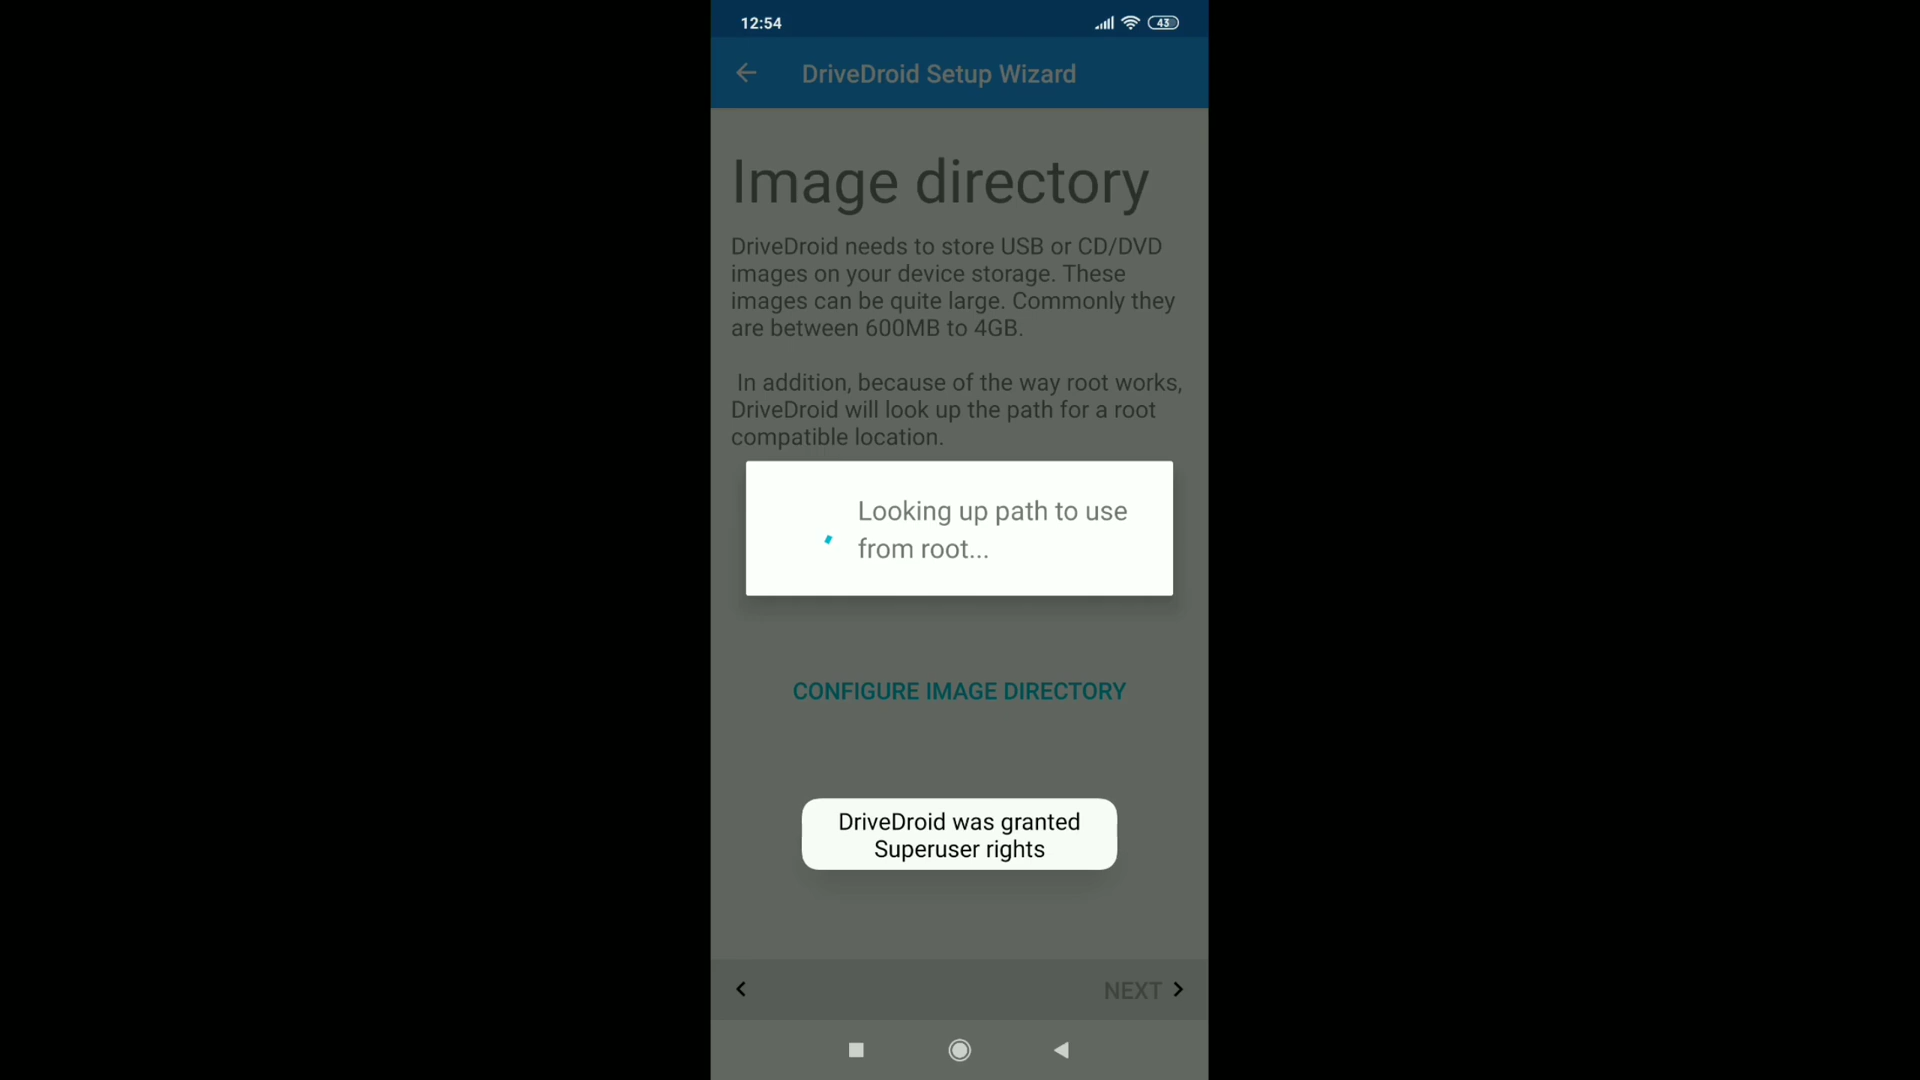 12:54
43
DriveDroid Setup Wizard
Image directory
DriveDroid needs to store USB or CD/DVD
images on your device storage. These
images can be quite large. Commonly they
are between 600MB to 4GB.
In addition, because of the way root works,
DriveDroid will look up the path for a root
compatible location.
Looking up path to use
from root...
CONFIGURE IMAGE DIRECTORY
DriveDroid was granted
Superuser rights
NEXT